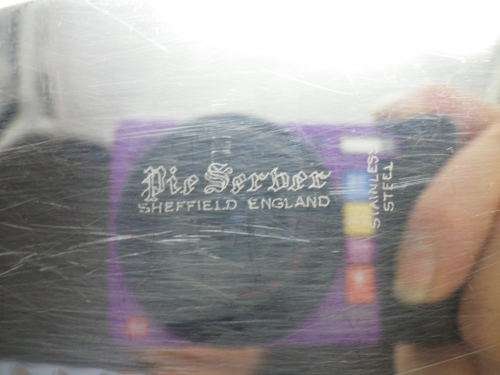 Pie Server
SHEFFIELD ENGLAND
STAINLESS
STEEL